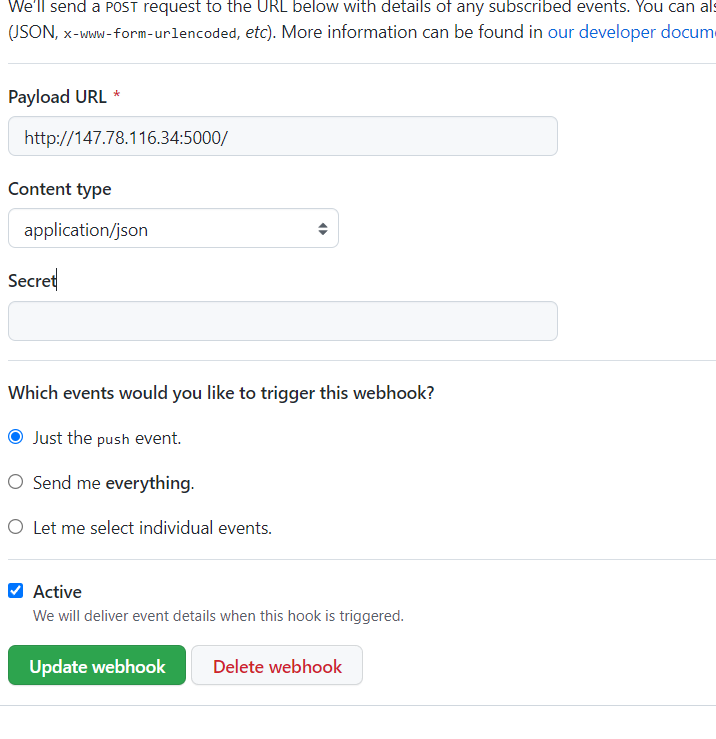 We'll send a POST request to the URL below with details of any subscribed events. You can
(JSON, x-www-form-urlencoded, etc). More information can be found in our developer
Payload URL *
http://147.78.116.34:5000/
Content type
application/json
Secret
Which events would you like to trigger this webhook?
Just the push event.
Send me everything.
Let me select individual events.
Active
We will deliver event details when this hook is triggered.
Update webhook
Delete webhook